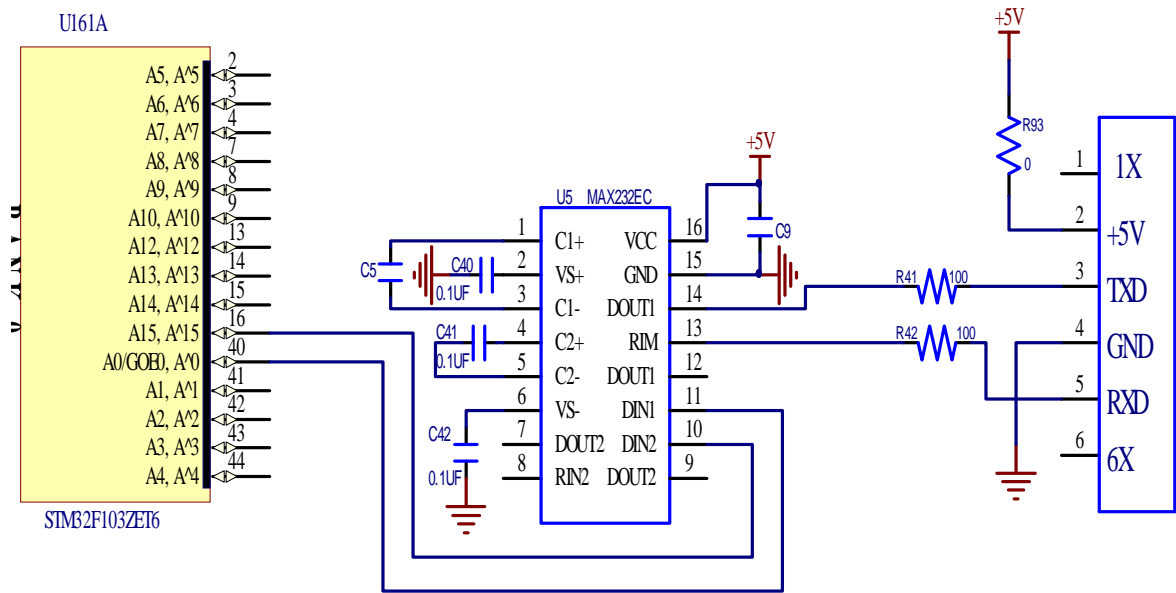 U161A
A5, A^5 2
A6, A^6 3
A7, A^7 4
A8, A^8 7
A9, A^9 8
A10, A^10 9
A12, A^12 13
A13, A^13 14
A14, A^14 15
A15, A^15 16
A0/GOE0, A^0 40
A1, A^1 41
A2, A^2 42
A3, A^3 43
A4, A^4 44
STM32F103ZET6
C5
C40
0.1UF
C41
0.1UF
C42
0.1UF
U5 MAX232EC
1 C1+ VCC 16
2 VS+ GND 15
3 C1- DOUT1 14
4 C2+ RIM 13
5 C2- DOUT1 12
6 VS- DIN1 11
7 DOUT2 DIN2 10
8 RIN2 DOUT2 9
+5V
C9
R41 100
R42 100
+5V
R93
0
1 1X
2 +5V
3 TXD
4 GND
5 RXD
6 6X